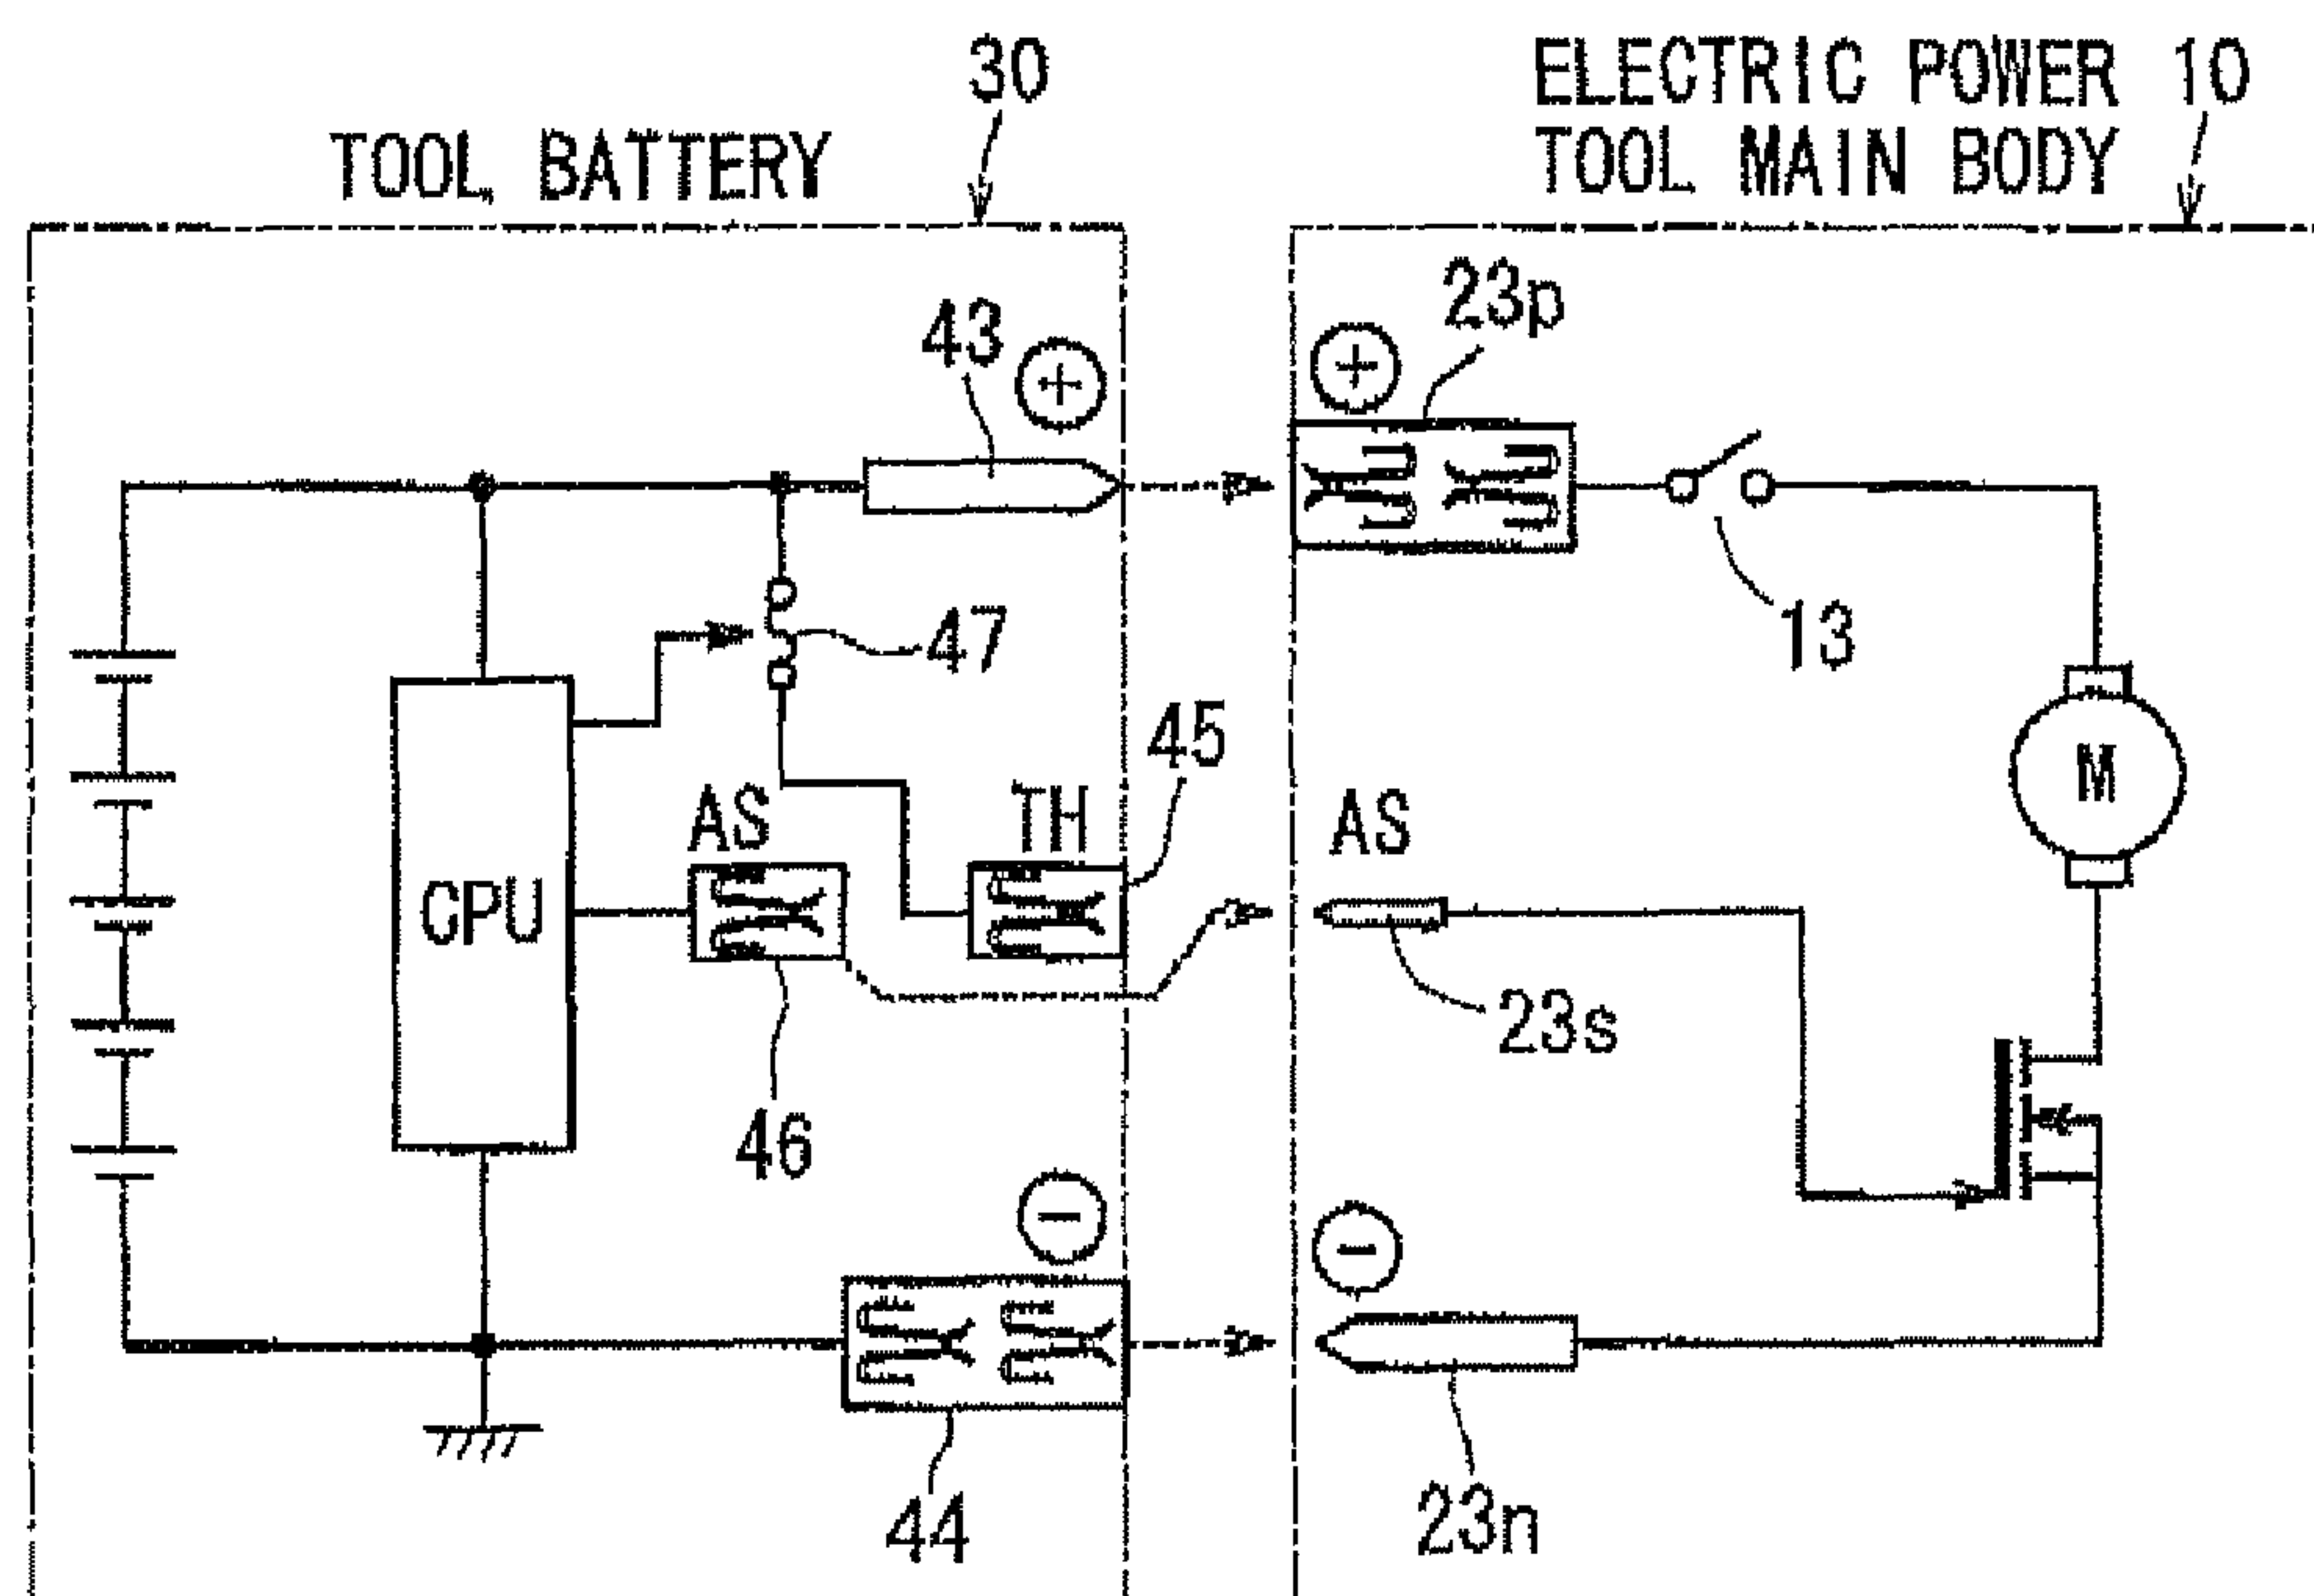 30
ELECTRIC POWER 10
TOOL BATTERY
TOOL MAIN BODY
23p
43
+
+
47
13
45
M
AS
TH
AS
CPU
23s
46
-
-
44
23n